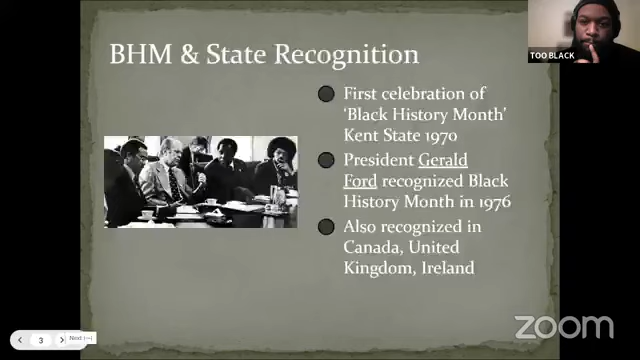 BHM & State Recognition
TOO BLACK
First celebration of
‘Black History Month’
Kent State 1970
President Gerald
Ford recognized Black
History Month in 1976
Also recognized in
Canada, United
Kingdom, Ireland
3
Next (→)
zoom